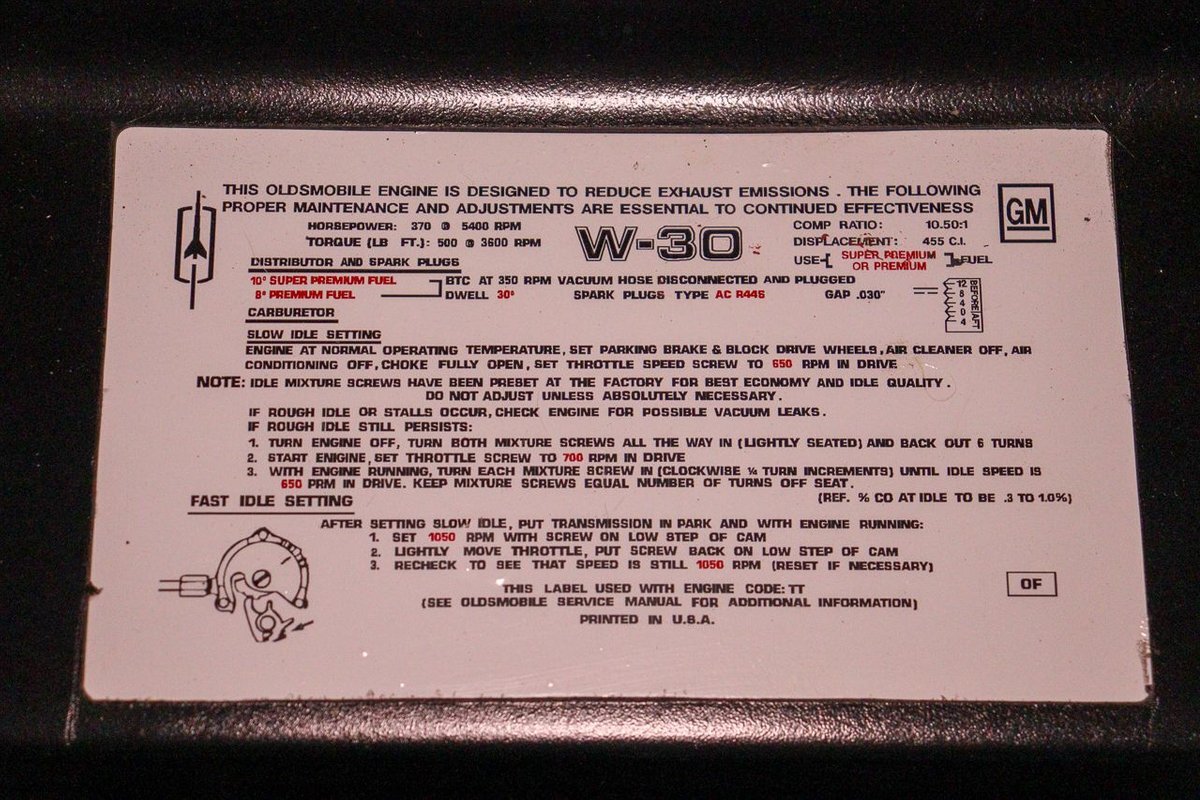 THIS OLDSMOBILE ENGINE IS DESIGNED TO REDUCE EXHAUST EMISSIONS . THE FOLLOWING
PROPER MAINTENANCE AND ADJUSTMENTS ARE ESSENTIAL TO CONTINUED EFFECTIVENESS
GM
HORSEPOWER: 370 @ 5400 RPM
TORQUE (LB FT.): 500 @ 3600 RPM
W-30
COMP RATIO: 10.50:1
DISPLACEMENT: 455 C.I.
USE SUPER PREMIUM OR PREMIUM FUEL
DISTRIBUTOR AND SPARK PLUGS
10° SUPER PREMIUM FUEL BTC AT 350 RPM VACUUM HOSE DISCONNECTED AND PLUGGED
8° PREMIUM FUEL DWELL 30° SPARK PLUGS TYPE AC R44S GAP .030"
12
8
4
0
4
BEFORE AFT
CARBURETOR
SLOW IDLE SETTING
ENGINE AT NORMAL OPERATING TEMPERATURE, SET PARKING BRAKE & BLOCK DRIVE WHEELS, AIR CLEANER OFF, AIR
CONDITIONING OFF, CHOKE FULLY OPEN, SET THROTTLE SPEED SCREW TO 650 RPM IN DRIVE
NOTE: IDLE MIXTURE SCREWS HAVE BEEN PRESET AT THE FACTORY FOR BEST ECONOMY AND IDLE QUALITY .
DO NOT ADJUST UNLESS ABSOLUTELY NECESSARY .
IF ROUGH IDLE OR STALLS OCCUR, CHECK ENGINE FOR POSSIBLE VACUUM LEAKS .
IF ROUGH IDLE STILL PERSISTS:
1. TURN ENGINE OFF, TURN BOTH MIXTURE SCREWS ALL THE WAY IN (LIGHTLY SEATED) AND BACK OUT 6 TURNS
2. START ENIGINE, SET THROTTLE SCREW TO 700 RPM IN DRIVE
3. WITH ENGINE RUNNING, TURN EACH MIXTURE SCREW IN (CLOCKWISE ¼ TURN INCREMENTS) UNTIL IDLE SPEED IS
650 PRM IN DRIVE. KEEP MIXTURE SCREWS EQUAL NUMBER OF TURNS OFF SEAT.
(REF. % CO AT IDLE TO BE .3 TO 1.0%)
FAST IDLE SETTING
AFTER SETTING SLOW IDLE, PUT TRANSMISSION IN PARK AND WITH ENGINE RUNNING:
1. SET 1050 RPM WITH SCREW ON LOW STEP OF CAM
2. LIGHTLY MOVE THROTTLE, PUT SCREW BACK ON LOW STEP OF CAM
3. RECHECK TO SEE THAT SPEED IS STILL 1050 RPM (RESET IF NECESSARY)
THIS LABEL USED WITH ENGINE CODE: TT
(SEE OLDSMOBILE SERVICE MANUAL FOR ADDITIONAL INFORMATION)
PRINTED IN U.S.A.
OF